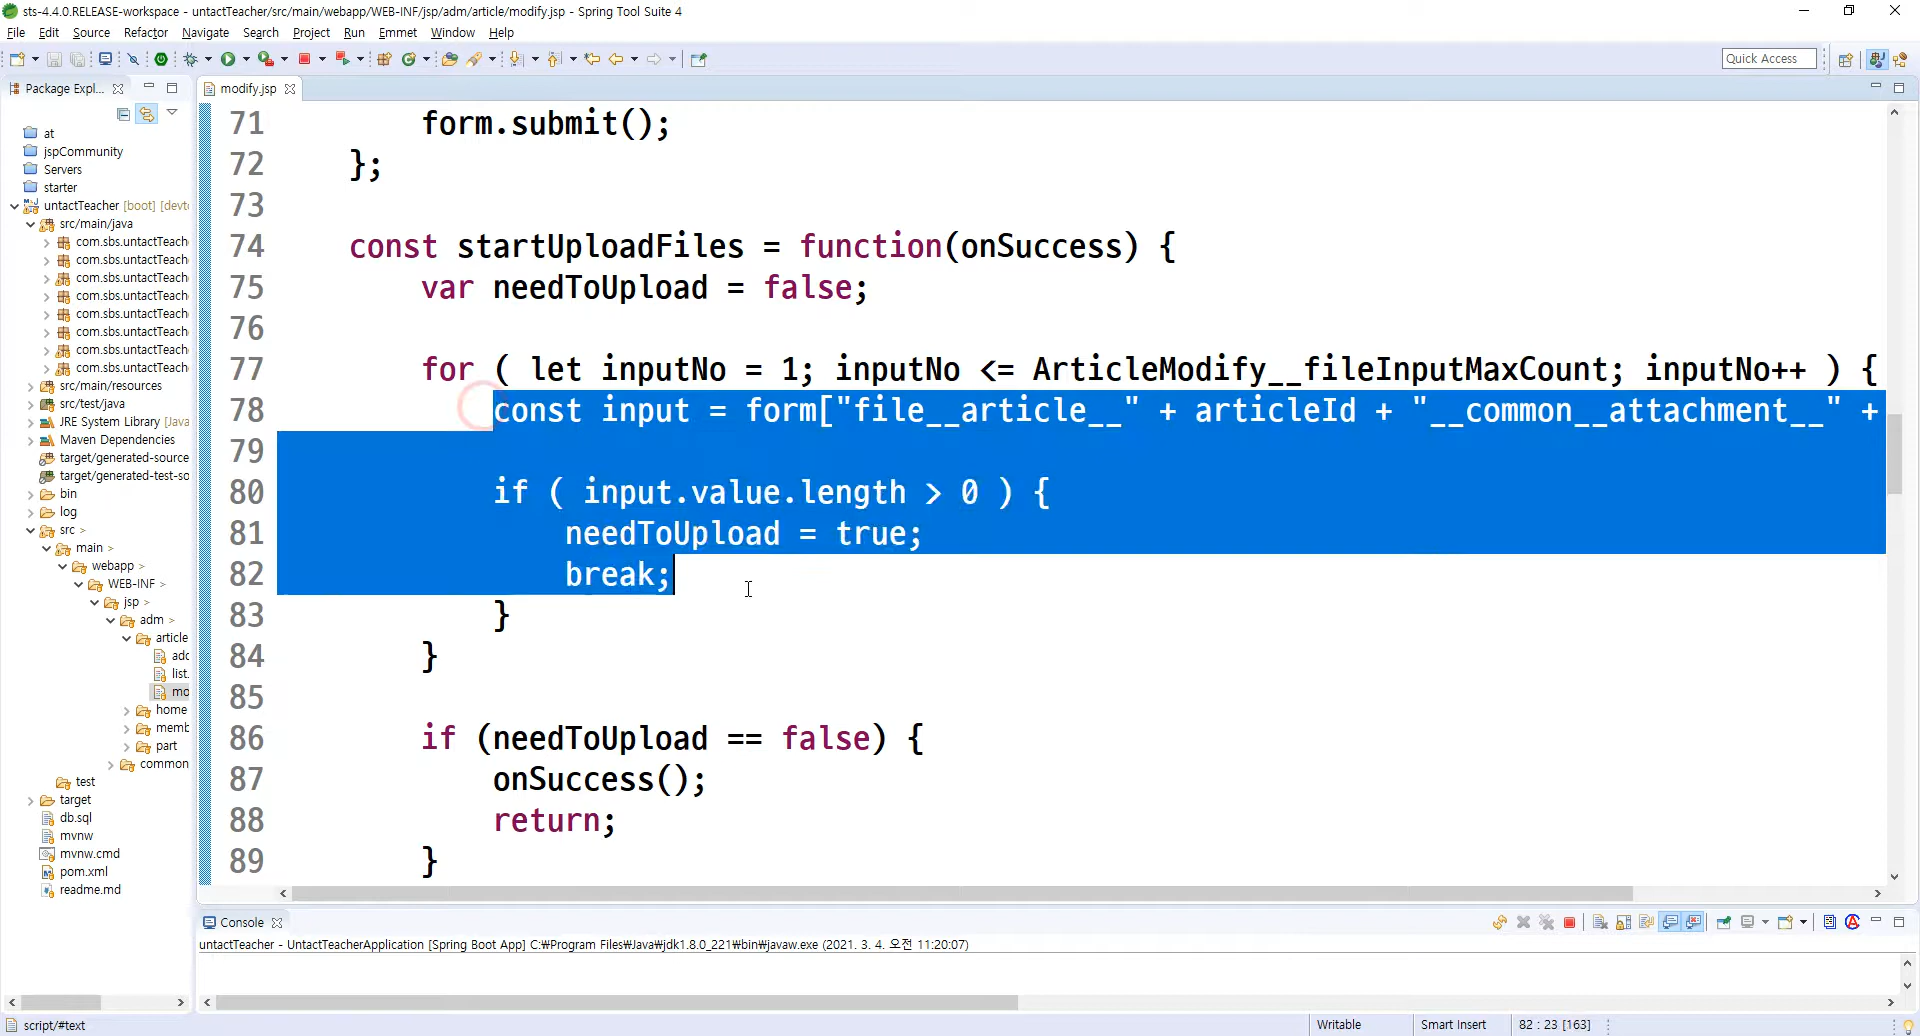 sts-4.4.0.RELEASE-workspace - untactTeacher/src/main/webapp/WEB-INF/jsp/adm/article/modify.jsp - Spring Tool Suite 4
File Edit Source Refactor Navigate Search Project Run Emmet Window Help
Quick Access
Package Expl...
modify.jsp
at
jspCommunity
Servers
starter
untactTeacher [boot] [devto
src/main/java
com.sbs.untactTeach
com.sbs.untactTeach
com.sbs.untactTeach
com.sbs.untactTeach
com.sbs.untactTeach
com.sbs.untactTeach
com.sbs.untactTeach
com.sbs.untactTeach
src/main/resources
src/test/java
JRE System Library [Java
Maven Dependencies
target/generated-source
target/generated-test-so
bin
log
src >
main >
webapp >
WEB-INF >
jsp >
adm >
article
adc
list.
mo
home
memb
part
common
test
target
db.sql
mvnw
mvnw.cmd
pom.xml
readme.md
71 form.submit();
72 };
73
74 const startUploadFiles = function(onSuccess) {
75 var needToUpload = false;
76
77 for ( let inputNo = 1; inputNo <= ArticleModify__fileInputMaxCount; inputNo++ ) {
78 const input = form["file__article__" + articleId + "__common__attachment__" +
79
80 if ( input.value.length > 0 ) {
81 needToUpload = true;
82 break;
83 }
84 }
85
86 if (needToUpload == false) {
87 onSuccess();
88 return;
89 }
Console
untactTeacher - UntactTeacherApplication [Spring Boot App] C:₩Program Files₩Java₩jdk1.8.0_221₩bin₩javaw.exe (2021. 3. 4. 오전 11:20:07)
script/#text
Writable
Smart Insert
82 : 23 [163]